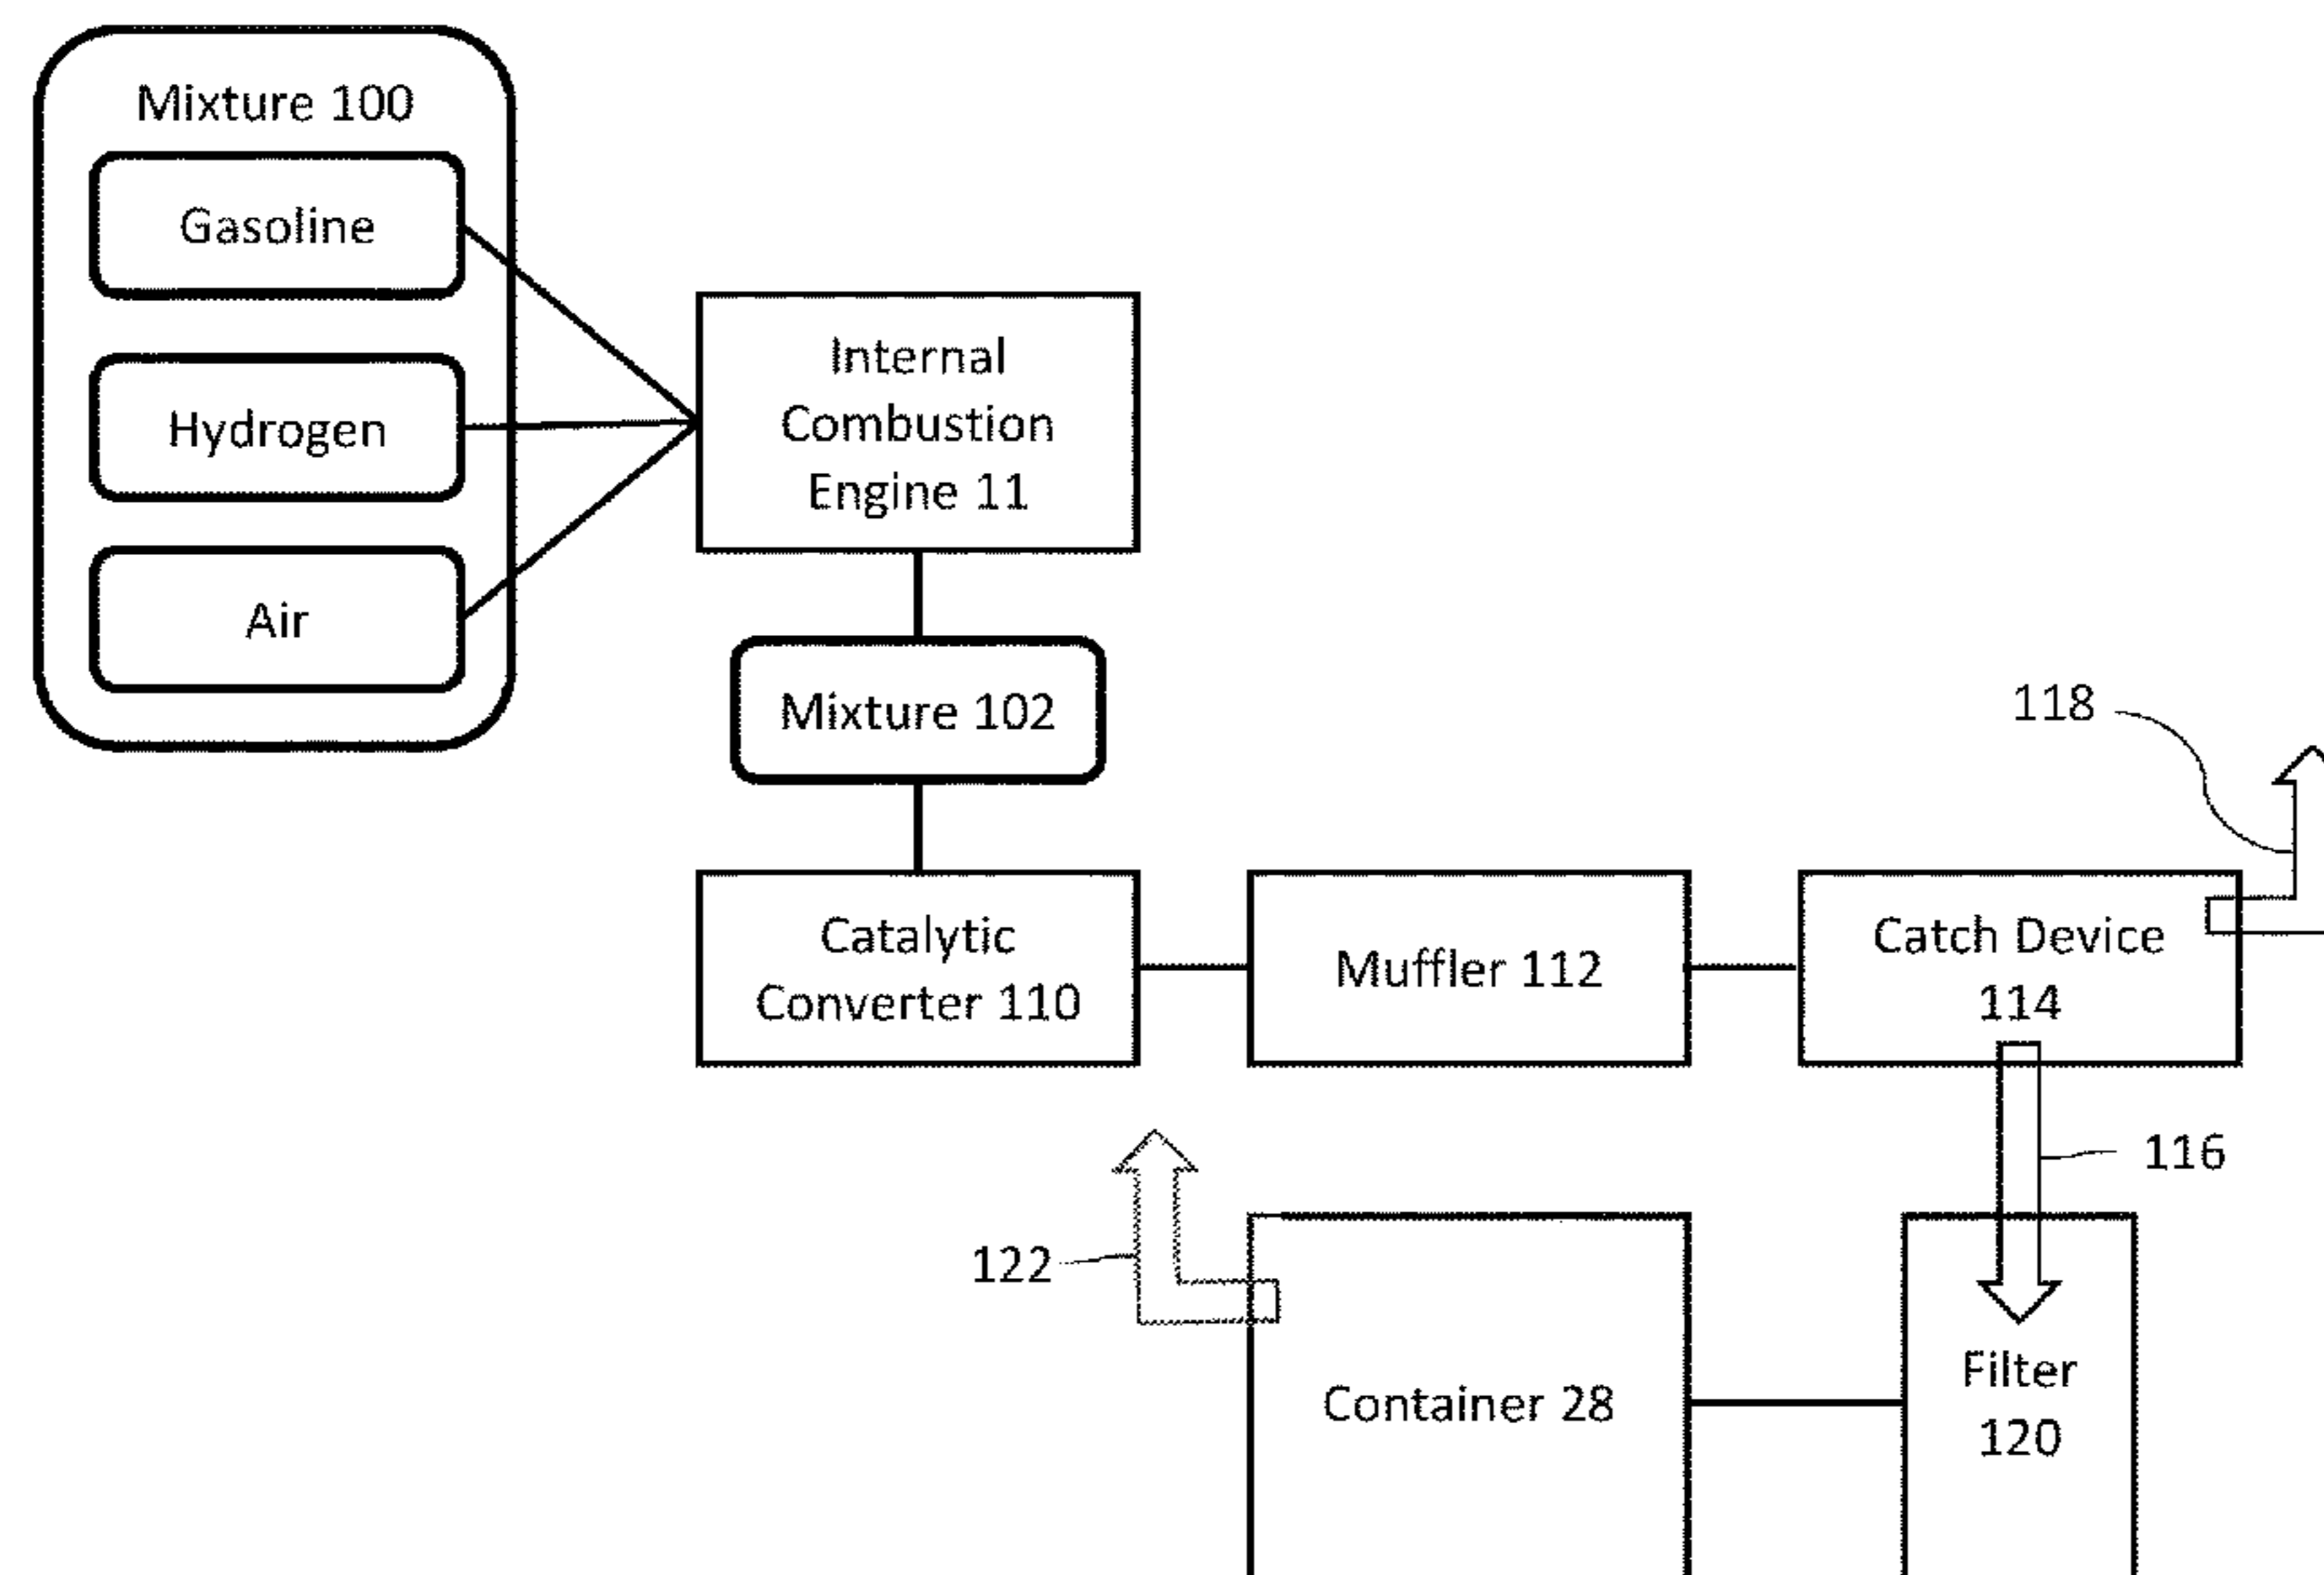 Mixture 100
Gasoline
Hydrogen
Air
Internal
Combustion
Engine 11
Mixture 102
118
Catalytic
Converter 110
Muffler 112
Catch Device
114
116
122
Container 28
Filter
120